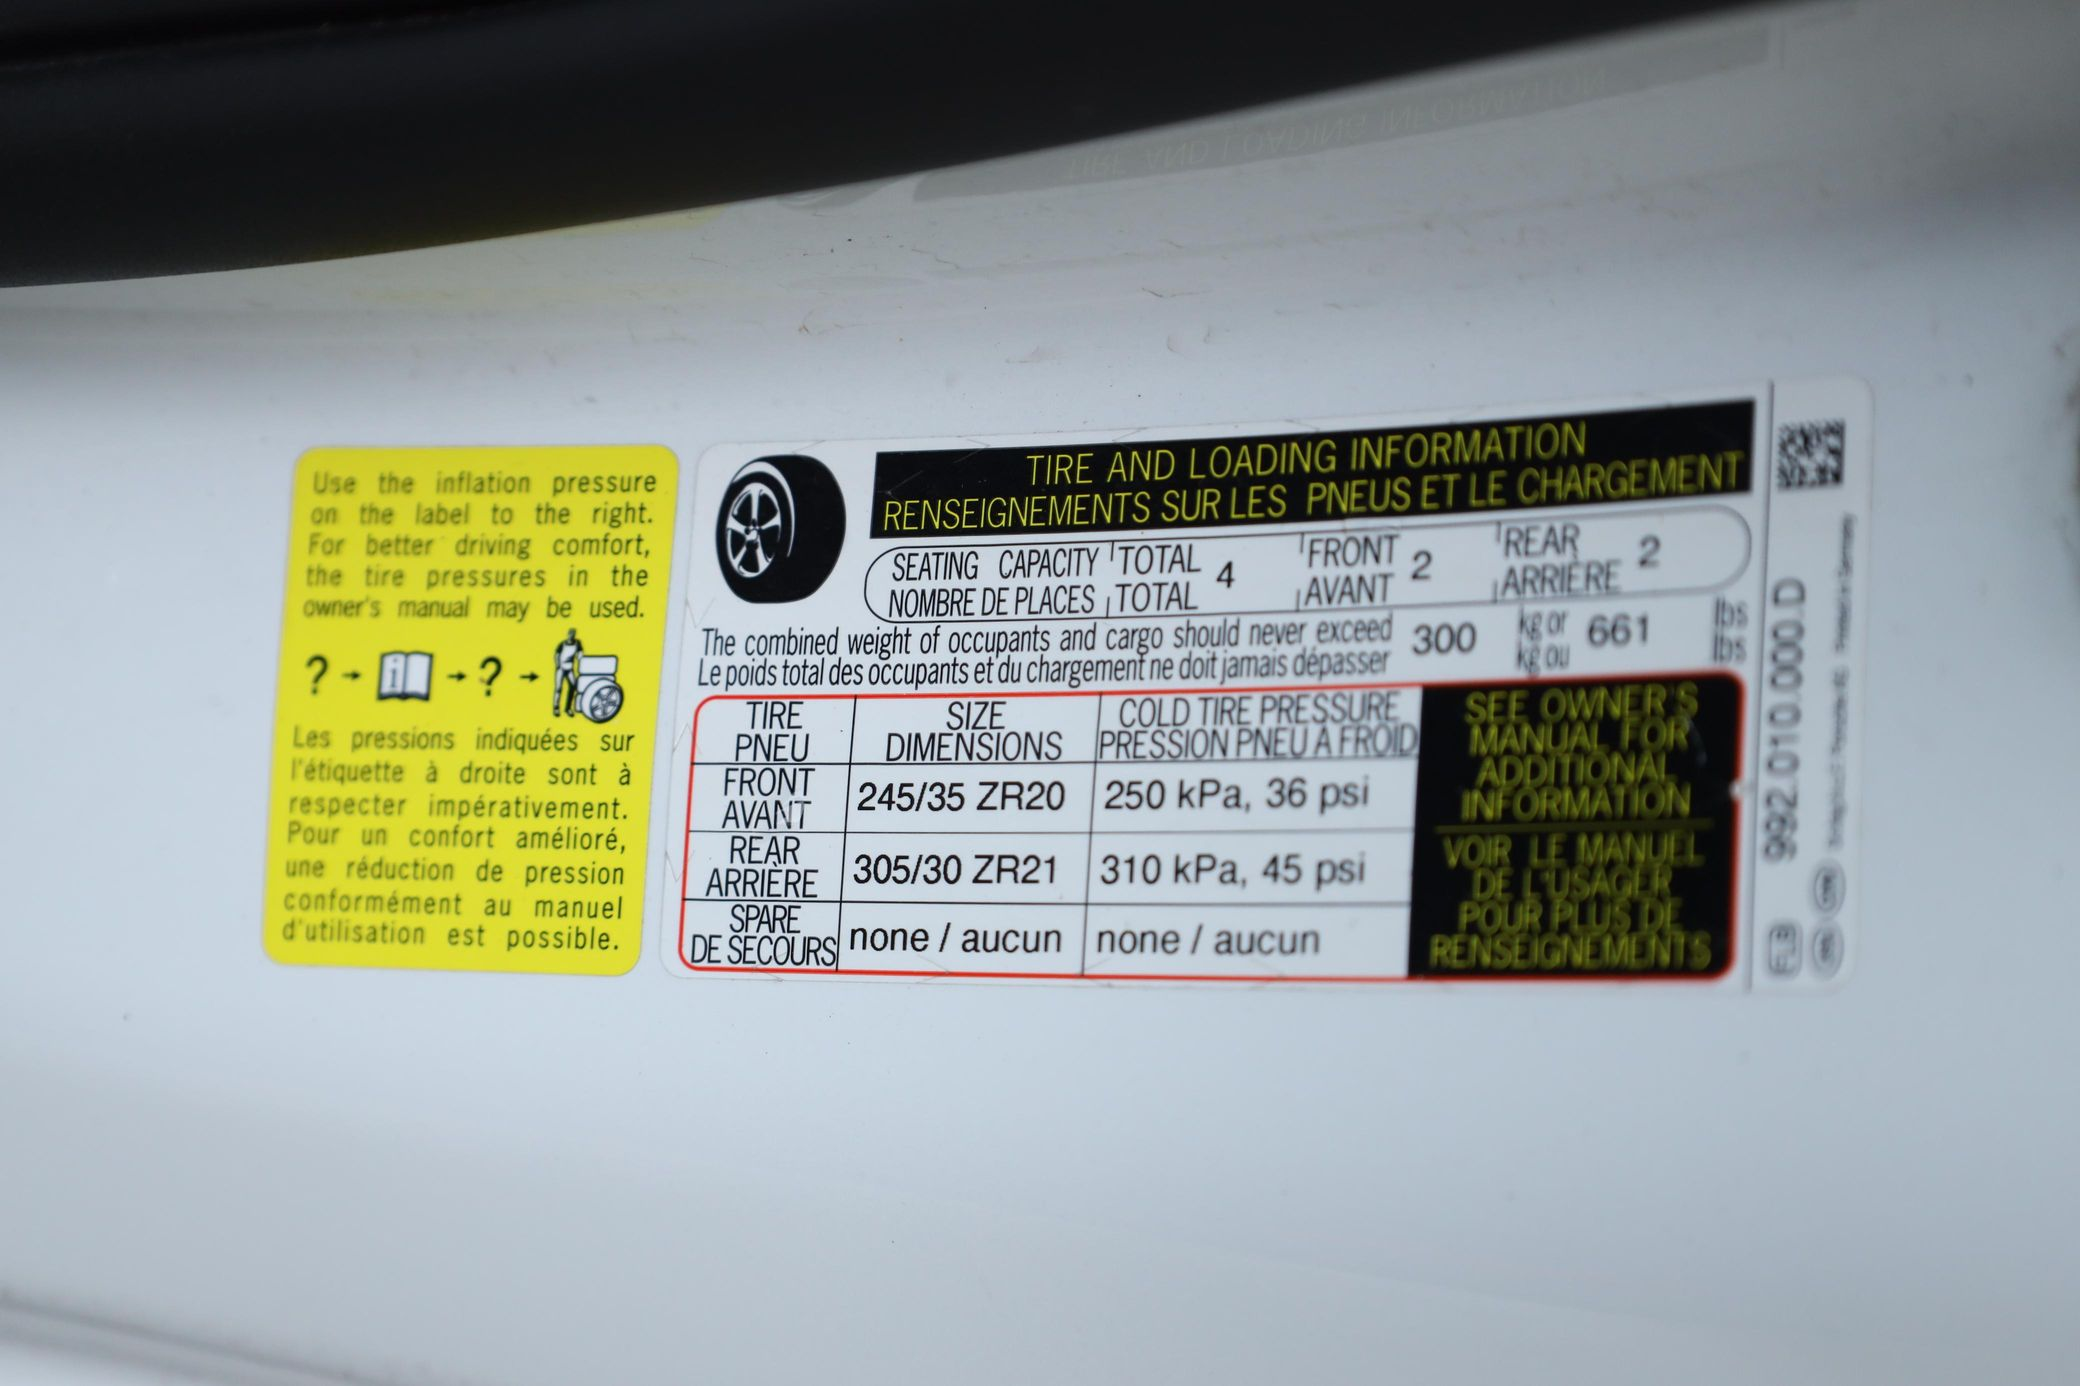 Use the inflation pressure
on the label to the right.
For better driving comfort,
the tire pressures in the
owner's manual may be used.
? → i → ? →
Les pressions indiquées sur
l'étiquette à droite sont à
respecter impérativement.
Pour un confort amélioré,
une réduction de pression
conformément au manuel
d'utilisation est possible.
TIRE AND LOADING INFORMATION
RENSEIGNEMENTS SUR LES PNEUS ET LE CHARGEMENT
SEATING CAPACITY TOTAL 4 FRONT 2 REAR 2
NOMBRE DE PLACES TOTAL AVANT ARRIÈRE
The combined weight of occupants and cargo should never exceed 300 kg or 661 lbs
Le poids total des occupants et du chargement ne doit jamais dépasser kg ou lbs
TIRE SIZE COLD TIRE PRESSURE
PNEU DIMENSIONS PRESSION PNEU A FROID
FRONT
AVANT 245/35 ZR20 250 kPa, 36 psi
REAR
ARRIÈRE 305/30 ZR21 310 kPa, 45 psi
SPARE
DE SECOURS none / aucun none / aucun
SEE OWNER'S
MANUAL FOR
ADDITIONAL
INFORMATION
VOIR LE MANUEL
DE L'USAGER
POUR PLUS DE
RENSEIGNEMENTS
992.010.000.D
FLB
TIRE AND LOADING INFORMATION